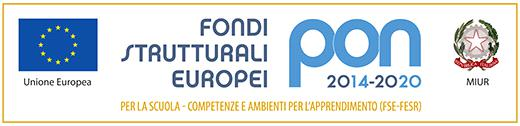 Unione Europea
FONDI
STRUTTURALI
EUROPEI
pon
2014-2020
MIUR
PER LA SCUOLA - COMPETENZE E AMBIENTI PER L'APPRENDIMENTO (FSE-FESR)